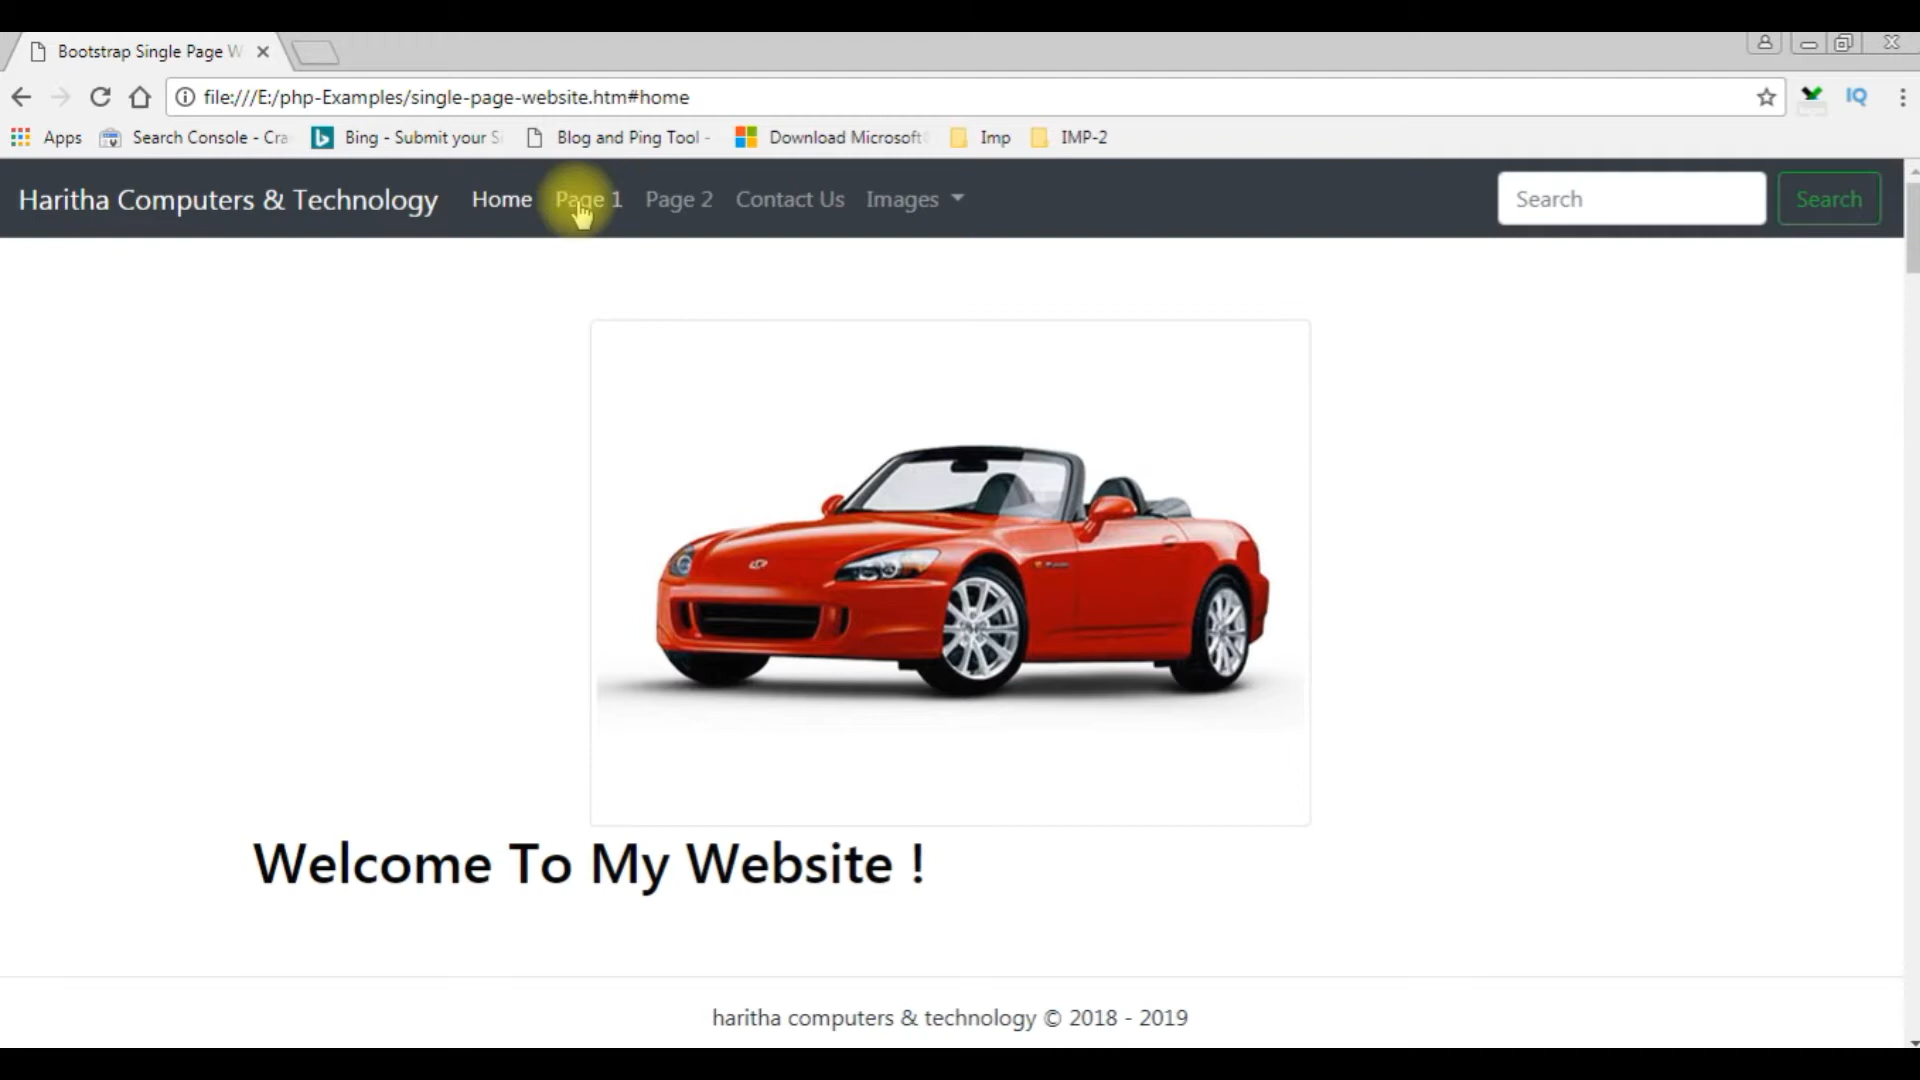 Bootstrap Single Page W
file:///E:/php-Examples/single-page-website.htm#home
IQ
Apps Search Console - Cra Bing - Submit your S Blog and Ping Tool - Download Microsoft Imp IMP-2
Haritha Computers & Technology Home Page 1 Page 2 Contact Us Images Search Search
Welcome To My Website !
haritha computers & technology © 2018 - 2019